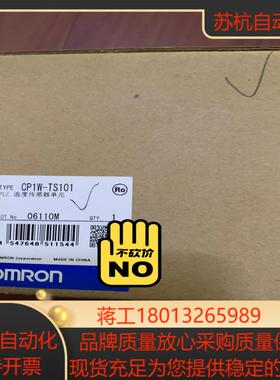 苏杭自动
TYPE CP1W-TS101
PLC 温度传感器单元
Ro
LOT No. 06110M QTY 1
547648 511544
OMRON Corporation MADE IN CHINA
OMRON
不砍价
NO
蒋工18013265989
自动化 品牌质量放心采购质量保
开票 现货充足为您提供稳定的